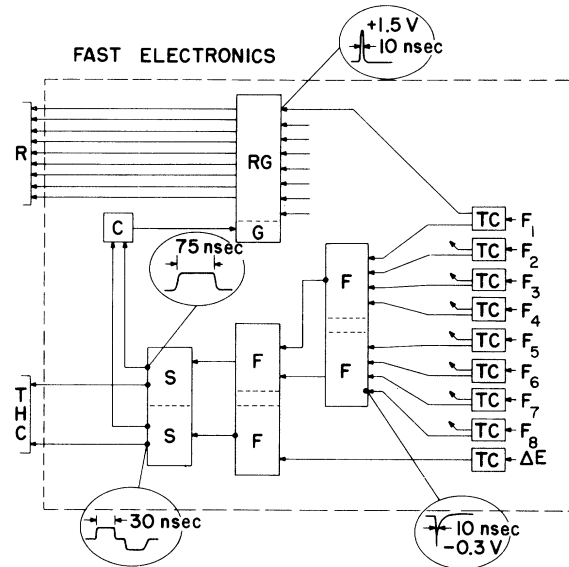 FAST ELECTRONICS
+1.5 V
10 nsec
R
RG
G
C
75 nsec
TC F1
TC F2
TC F3
TC F4
TC F5
TC F6
TC F7
TC F8
TC ΔE
F
F
F
F
S
S
THC
30 nsec
10 nsec
-0.3 V